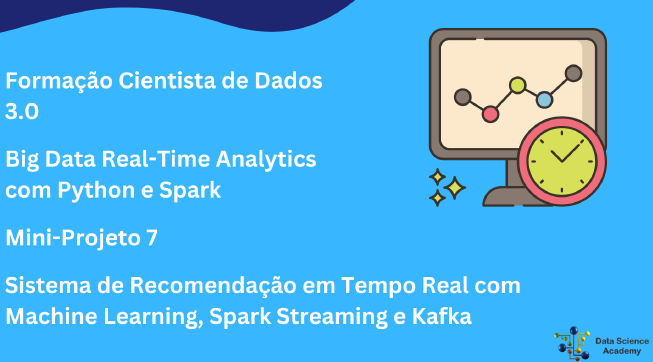 Formação Cientista de Dados
3.0
Big Data Real-Time Analytics
com Python e Spark
Mini-Projeto 7
Sistema de Recomendação em Tempo Real com
Machine Learning, Spark Streaming e Kafka
Data Science
Academy